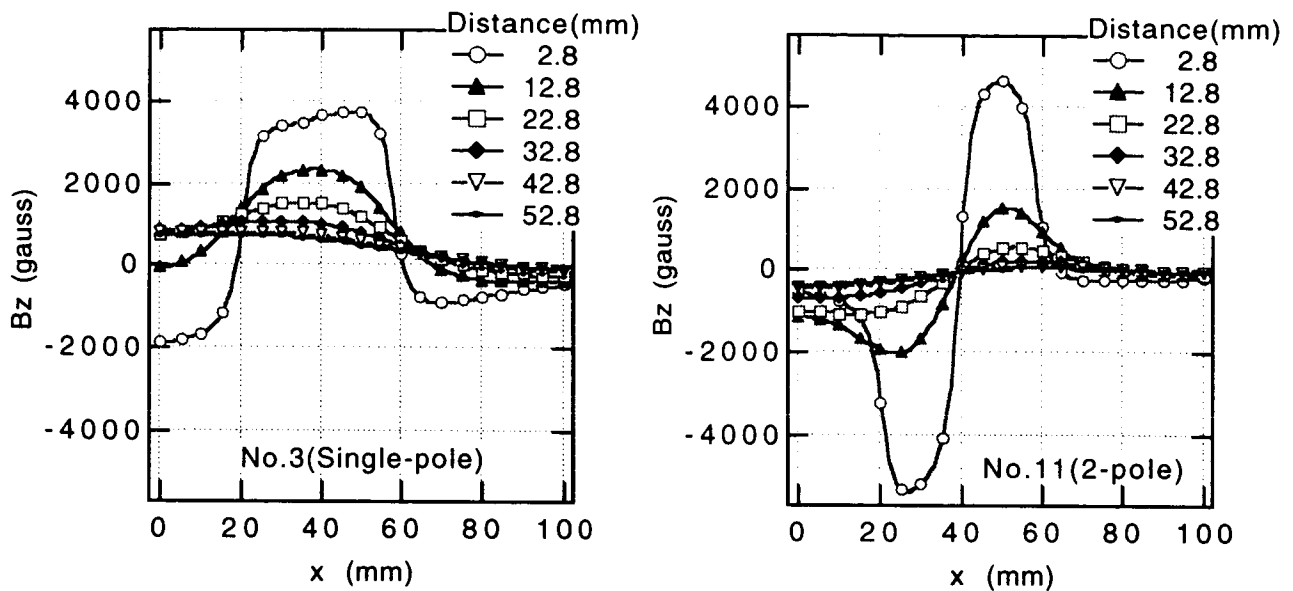 Distance(mm)
2.8
12.8
22.8
32.8
42.8
52.8
4000
2000
0
-2000
-4000
Bz (gauss)
No.3(Single-pole)
0 20 40 60 80 100
x (mm)
Distance(mm)
2.8
12.8
22.8
32.8
42.8
52.8
4000
2000
0
-2000
-4000
Bz (gauss)
No.11(2-pole)
0 20 40 60 80 100
x (mm)